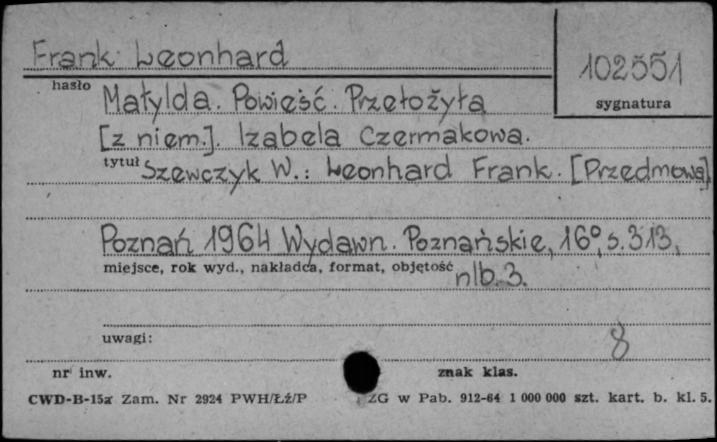 Frank Leonhard
102551
hasło
sygnatura
Matylda. Powieść. Przełożyła
[z niem.]. Izabela Czermakowa.
tytuł Szewczyk W.: Leonhard Frank. [Przedmowa].
Poznań 1964 Wydawn. Poznańskie, 16°, s. 313,
miejsce, rok wyd., nakładca, format, objętość nlb. 3.
uwagi:
8
nr inw.
znak klas.
CWD-B-15a Zam. Nr 2924 PWH/Łź/P
ZG w Pab. 912-64 1 000 000 szt. kart. b. kl. 5.